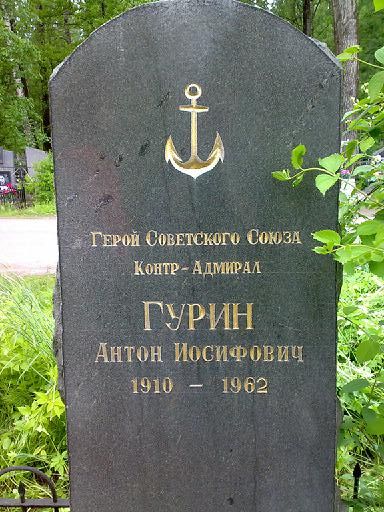 Герой Советского Союза
Контр-Адмирал
ГУРИН
Антон Иосифович
1910 – 1962